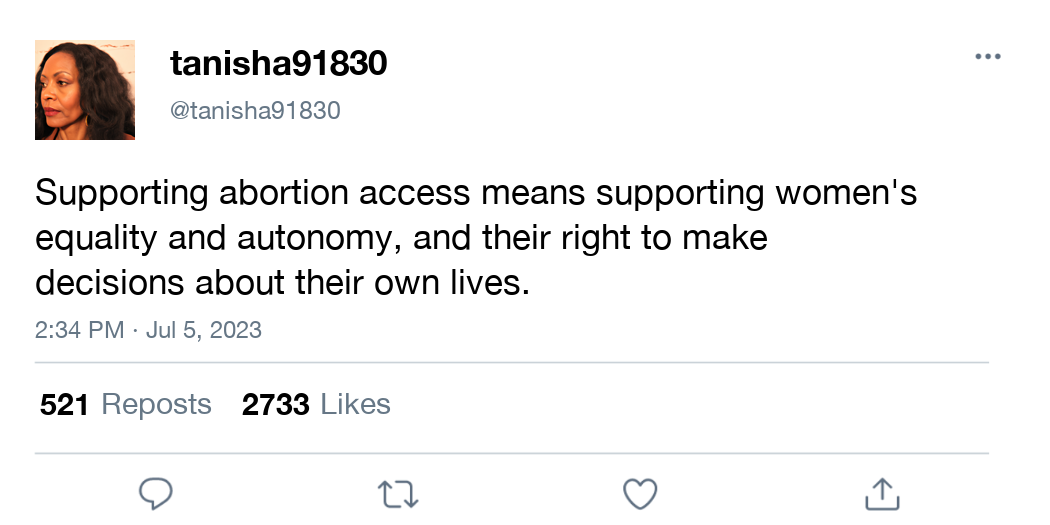 tanisha91830
@tanisha91830
Supporting abortion access means supporting women's
equality and autonomy, and their right to make
decisions about their own lives.
2:34 PM · Jul 5, 2023
521 Reposts 2733 Likes